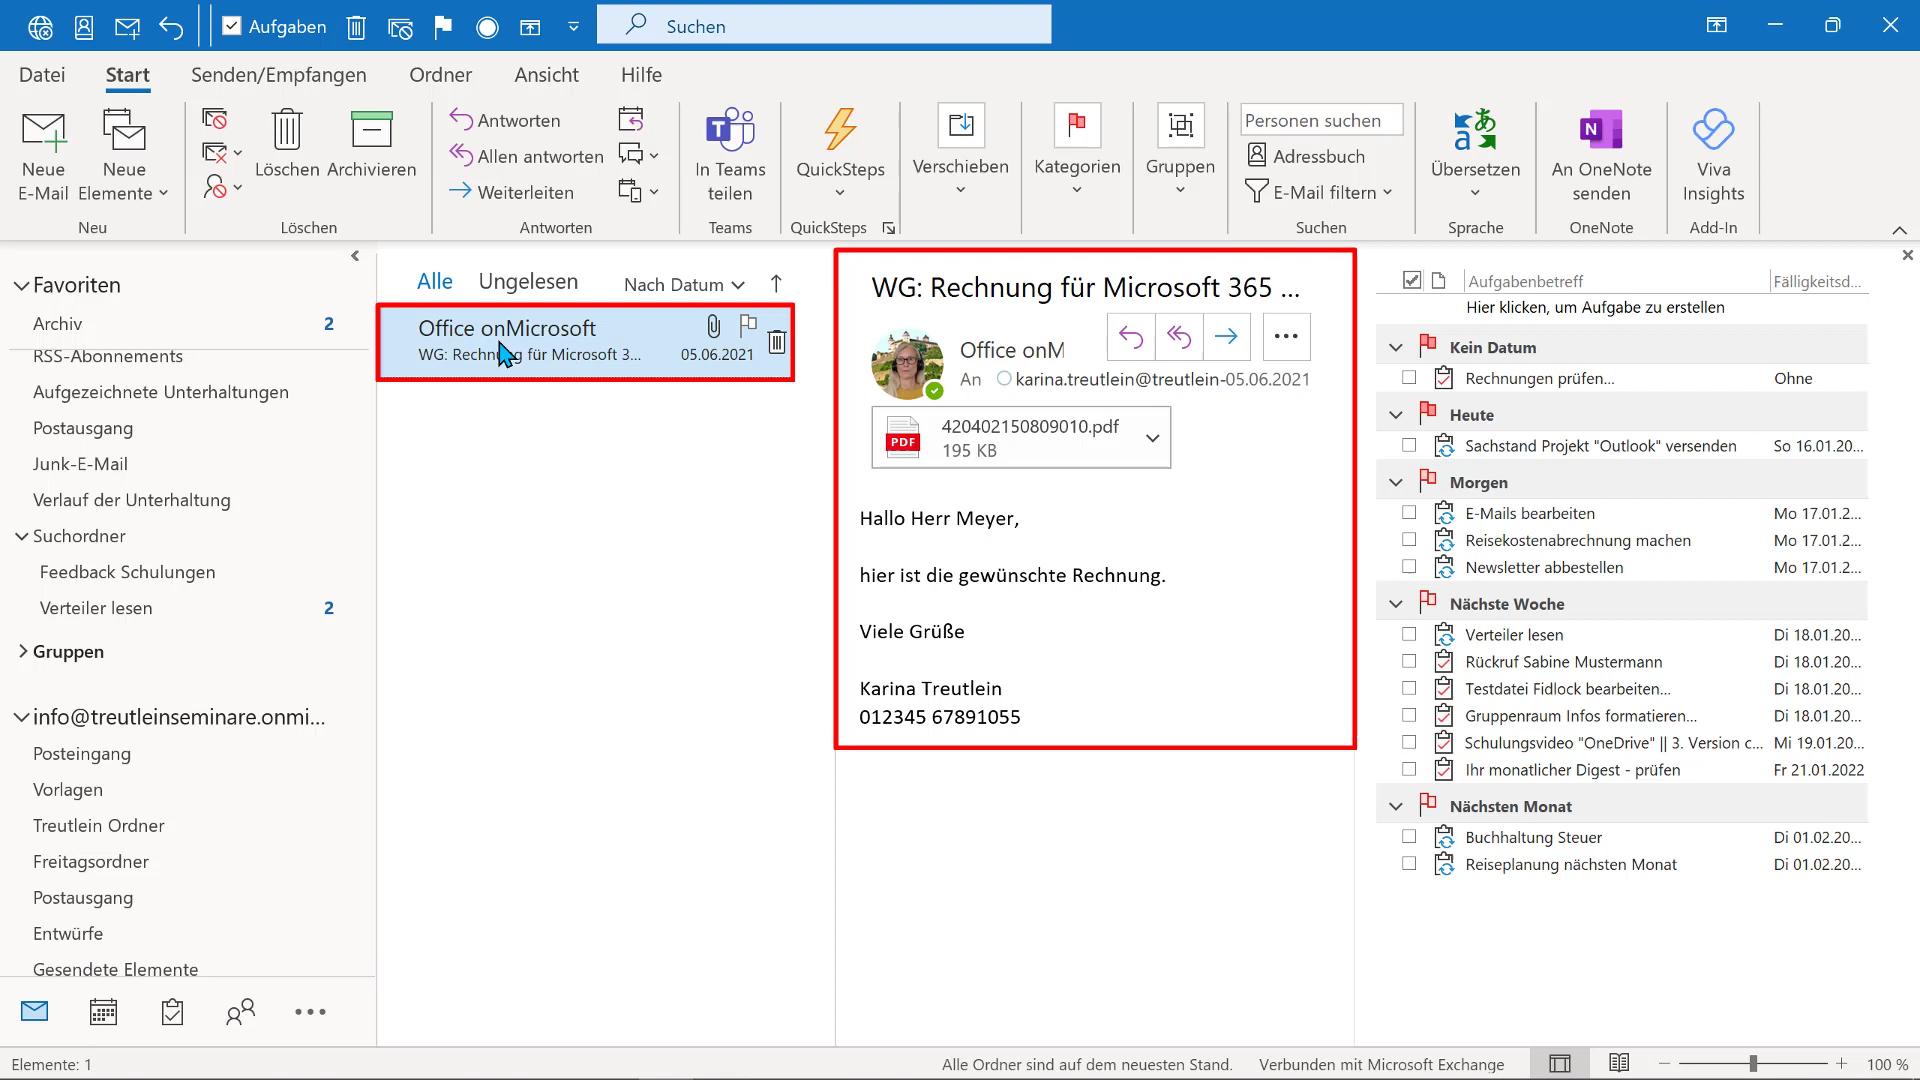 Aufgaben
Suchen
Datei
Start
Senden/Empfangen
Ordner
Ansicht
Hilfe
Neue
E-Mail
Neue
Elemente
Neu
Löschen
Archivieren
Löschen
Antworten
Allen antworten
Weiterleiten
Antworten
In Teams
teilen
Teams
QuickSteps
QuickSteps
Verschieben
Kategorien
Gruppen
Personen suchen
Adressbuch
E-Mail filtern
Suchen
Übersetzen
Sprache
An OneNote
senden
OneNote
Viva
Insights
Add-In
Favoriten
Archiv 2
RSS-Abonnements
Aufgezeichnete Unterhaltungen
Postausgang
Junk-E-Mail
Verlauf der Unterhaltung
Suchordner
Feedback Schulungen
Verteiler lesen 2
Gruppen
info@treutleinseminare.onmi...
Posteingang
Vorlagen
Treutlein Ordner
Freitagsordner
Postausgang
Entwürfe
Gesendete Elemente
Alle Ungelesen Nach Datum
Office onMicrosoft
WG: Rechnung für Microsoft 3... 05.06.2021
WG: Rechnung für Microsoft 365 ...
Office onM
An karina.treutlein@treutlein- 05.06.2021
PDF
420402150809010.pdf
195 KB
Hallo Herr Meyer,
hier ist die gewünschte Rechnung.
Viele Grüße
Karina Treutlein
012345 67891055
Aufgabenbetreff Fälligkeitsd...
Hier klicken, um Aufgabe zu erstellen
Kein Datum
Rechnungen prüfen... Ohne
Heute
Sachstand Projekt "Outlook" versenden So 16.01.20...
Morgen
E-Mails bearbeiten Mo 17.01.2...
Reisekostenabrechnung machen Mo 17.01.2...
Newsletter abbestellen Mo 17.01.2...
Nächste Woche
Verteiler lesen Di 18.01.20...
Rückruf Sabine Mustermann Di 18.01.20...
Testdatei Fidlock bearbeiten... Di 18.01.20...
Gruppenraum Infos formatieren... Di 18.01.20...
Schulungsvideo "OneDrive" || 3. Version c... Mi 19.01.20...
Ihr monatlicher Digest - prüfen Fr 21.01.2022
Nächsten Monat
Buchhaltung Steuer Di 01.02.20...
Reiseplanung nächsten Monat Di 01.02.20...
Elemente: 1
Alle Ordner sind auf dem neuesten Stand.
Verbunden mit Microsoft Exchange
100 %